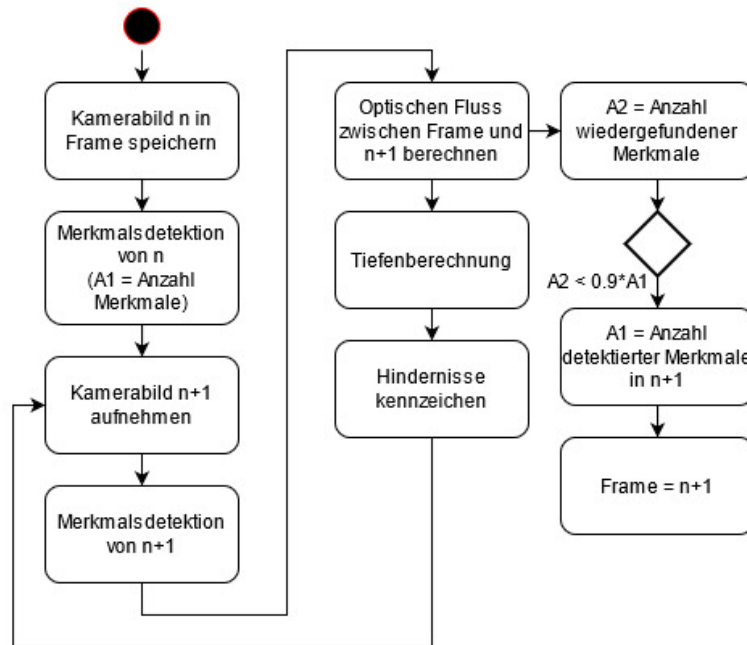 Kamerabild n in
Frame speichern
Merkmalsdetektion
von n
(A1 = Anzahl
Merkmale)
Kamerabild n+1
aufnehmen
Merkmalsdetektion
von n+1
Optischen Fluss
zwischen Frame und
n+1 berechnen
Tiefenberechnung
Hindernisse
kennzeichen
A2 = Anzahl
wiedergefundener
Merkmale
A2 < 0.9*A1
A1 = Anzahl
detektierter Merkmale
in n+1
Frame = n+1